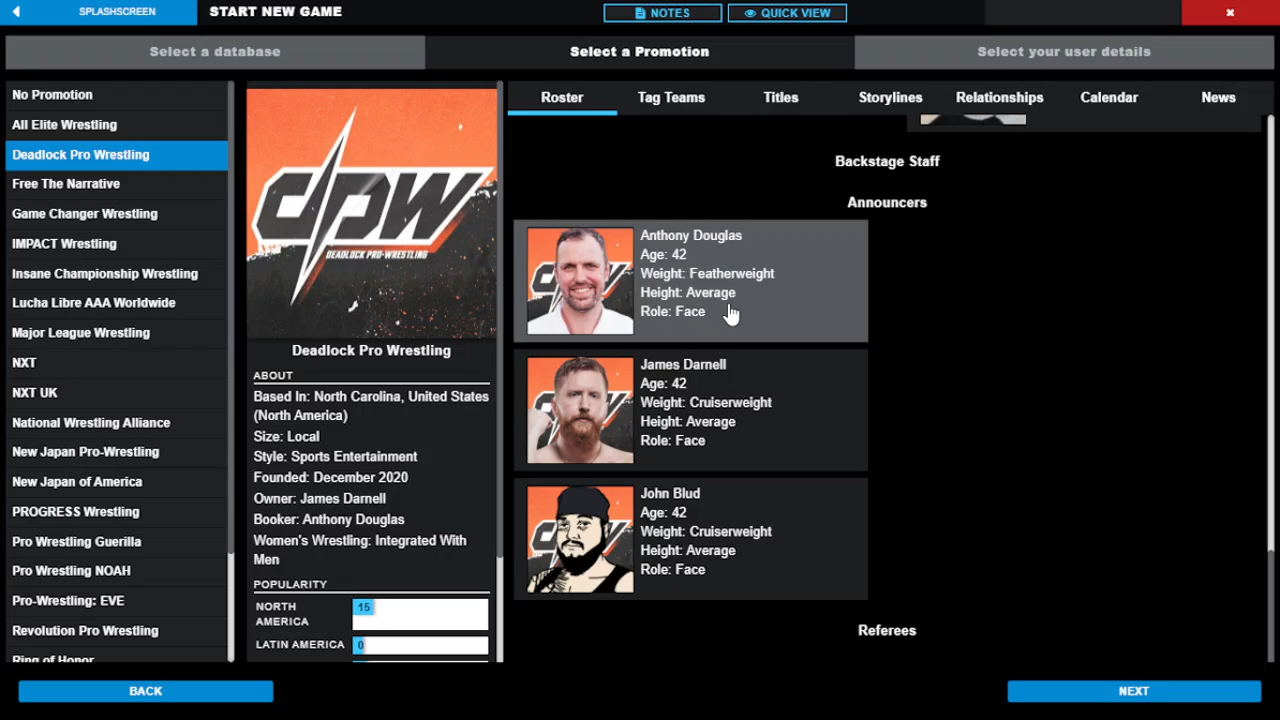 SPLASHSCREEN
START NEW GAME
NOTES
QUICK VIEW
Select a database
Select a Promotion
Select your user details
No Promotion
All Elite Wrestling
Deadlock Pro Wrestling
Free The Narrative
Game Changer Wrestling
IMPACT Wrestling
Insane Championship Wrestling
Lucha Libre AAA Worldwide
Major League Wrestling
NXT
NXT UK
National Wrestling Alliance
New Japan Pro-Wrestling
New Japan of America
PROGRESS Wrestling
Pro Wrestling Guerilla
Pro Wrestling NOAH
Pro-Wrestling: EVE
Revolution Pro Wrestling
Ring of Honor
DPW
DEADLOCK PRO-WRESTLING
Deadlock Pro Wrestling
ABOUT
Based In: North Carolina, United States
(North America)
Size: Local
Style: Sports Entertainment
Founded: December 2020
Owner: James Darnell
Booker: Anthony Douglas
Women's Wrestling: Integrated With
Men
POPULARITY
NORTH
AMERICA
15
LATIN AMERICA
0
Roster
Tag Teams
Titles
Storylines
Relationships
Calendar
News
Backstage Staff
Announcers
Anthony Douglas
Age: 42
Weight: Featherweight
Height: Average
Role: Face
James Darnell
Age: 42
Weight: Cruiserweight
Height: Average
Role: Face
John Blud
Age: 42
Weight: Cruiserweight
Height: Average
Role: Face
Referees
BACK
NEXT